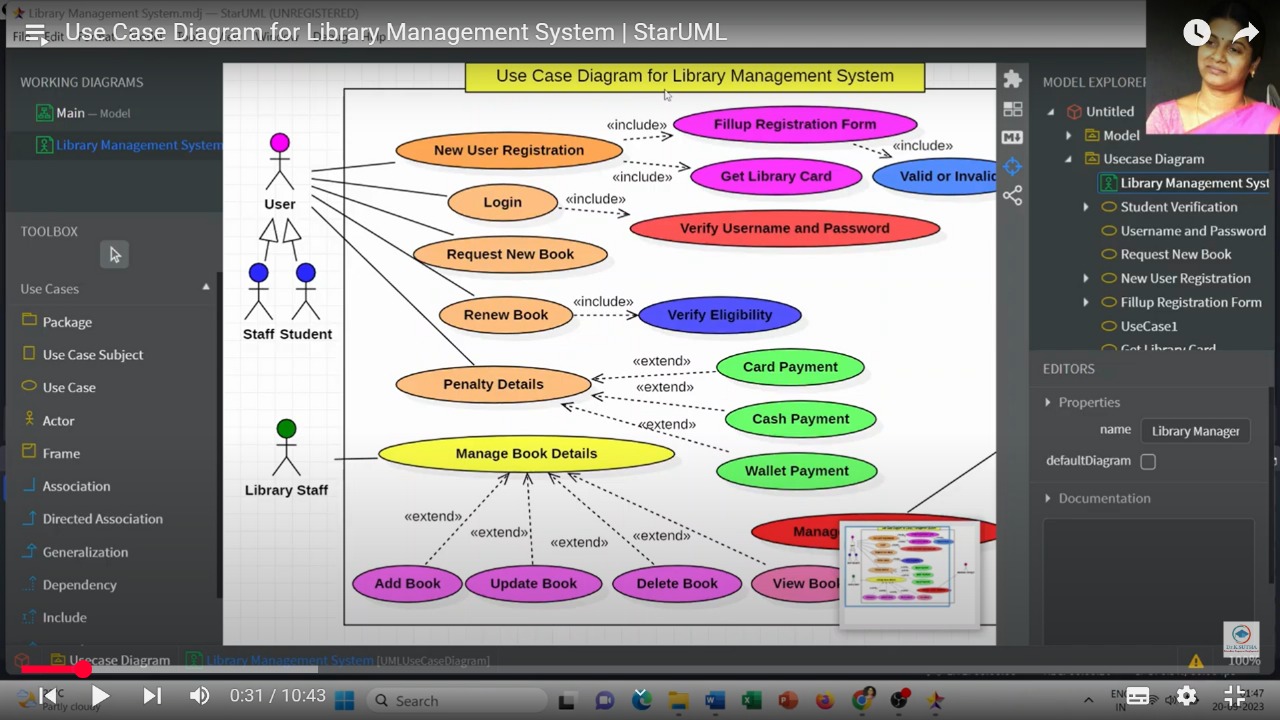 Library Management System.mdj — StarUML (UNREGISTERED)
Use Case Diagram for Library Management System | StarUML
WORKING DIAGRAMS
Main — Model
Library Management System
TOOLBOX
Use Cases
Package
Use Case Subject
Use Case
Actor
Frame
Association
Directed Association
Generalization
Dependency
Include
Use Case Diagram for Library Management System
User
Staff Student
Library Staff
New User Registration
«include»
Fillup Registration Form
«include»
«include»
Get Library Card
Valid or Invalid
Login
«include»
Verify Username and Password
Request New Book
Renew Book
«include»
Verify Eligibility
Penalty Details
«extend»
Card Payment
«extend»
Cash Payment
«extend»
Wallet Payment
Manage Book Details
«extend»
«extend»
«extend»
«extend»
Manag
Add Book
Update Book
Delete Book
View Book
M↓
MODEL EXPLORER
Untitled
Model
Usecase Diagram
Library Management Syst
Student Verification
Username and Password
Request New Book
New User Registration
Fillup Registration Form
UseCase1
Get Library Card
EDITORS
Properties
name Library Manager
defaultDiagram
Documentation
Usecase Diagram
Library Management System [UMLUseCaseDiagram]
100%
0:31 / 10:43
Partly cloudy
Search
ENG
IN
20-09-2023